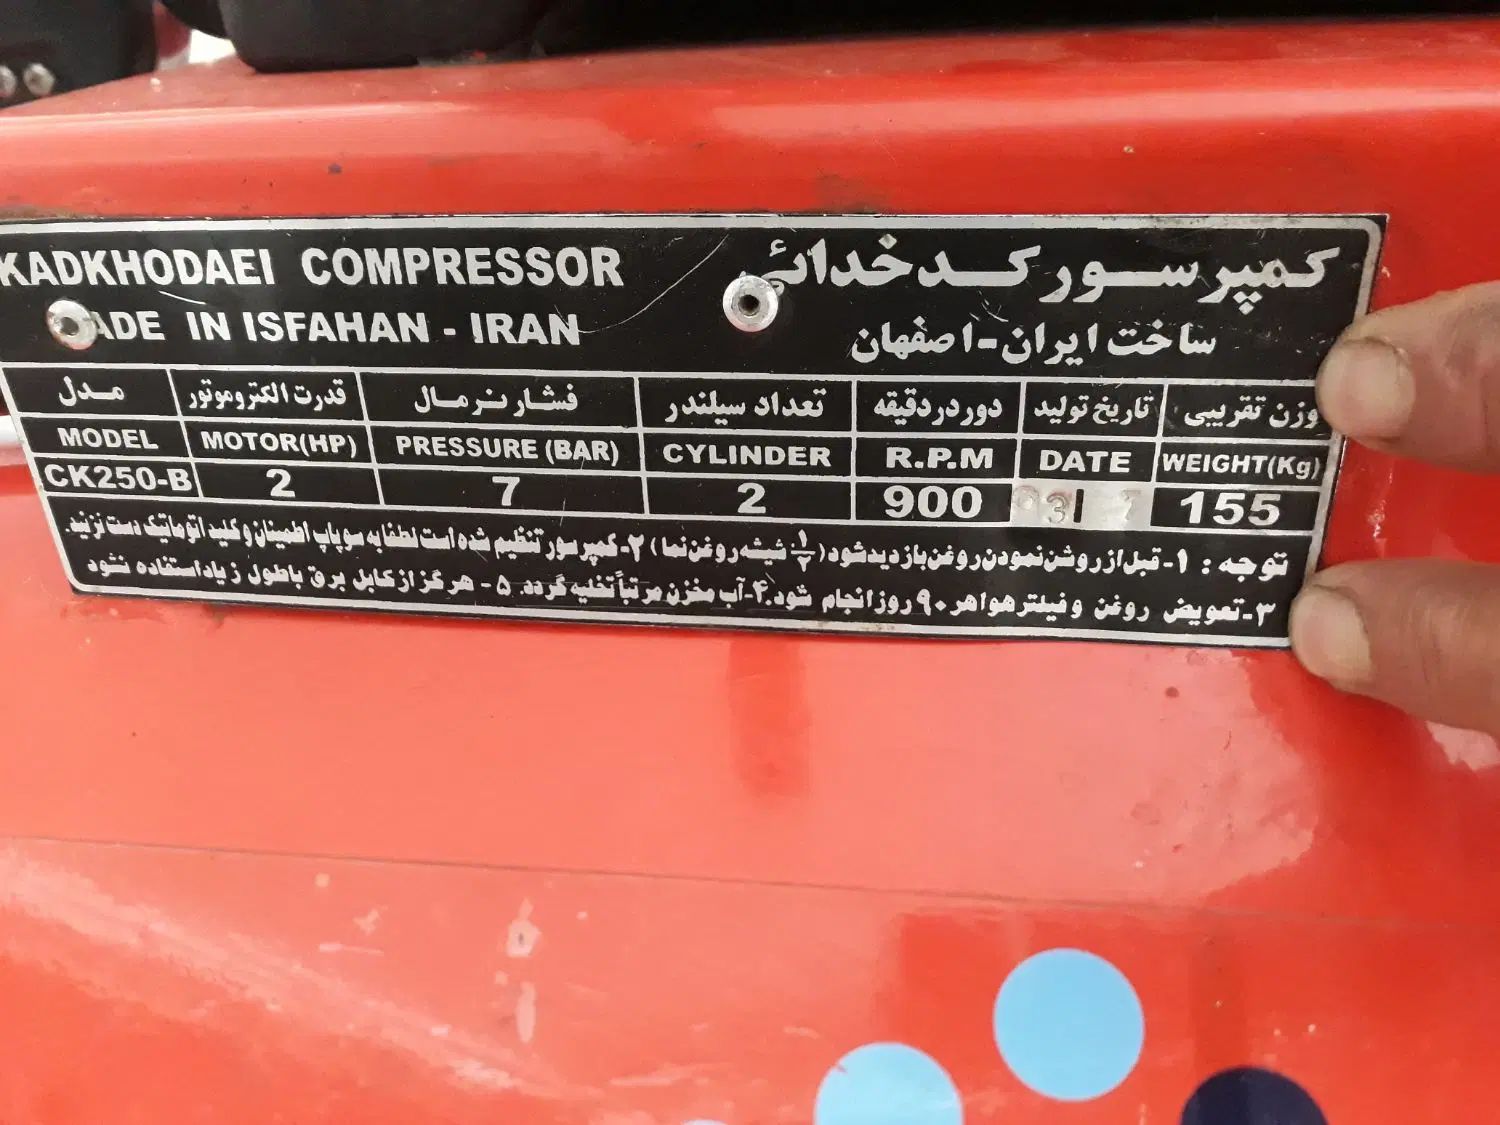 KADKHODAEI COMPRESSOR کمپرسور کدخدائی
ADE IN ISFAHAN - IRAN ساخت ایران - اصفهان
مدل قدرت الکتروموتور فشار نرمال تعداد سیلندر دور در دقیقه تاریخ تولید وزن تقریبی
MODEL MOTOR(HP) PRESSURE (BAR) CYLINDER R.P.M DATE WEIGHT(Kg)
CK250-B 2 7 2 900 93 7 155
توجه : ۱- قبل از روشن نمودن روغن بازدید شود (۱/۲ شیشه روغن نما) ۲- کمپرسور تنظیم شده است لطفا به سوپاپ اطمینان و کلید اتوماتیک دست نزنید.
۳- تعویض روغن و فیلتر هوا هر ۹۰ روز انجام شود. ۴- آب مخزن مرتباً تخلیه گردد. ۵- هرگز از کابل برق باطول زیاد استفاده نشود